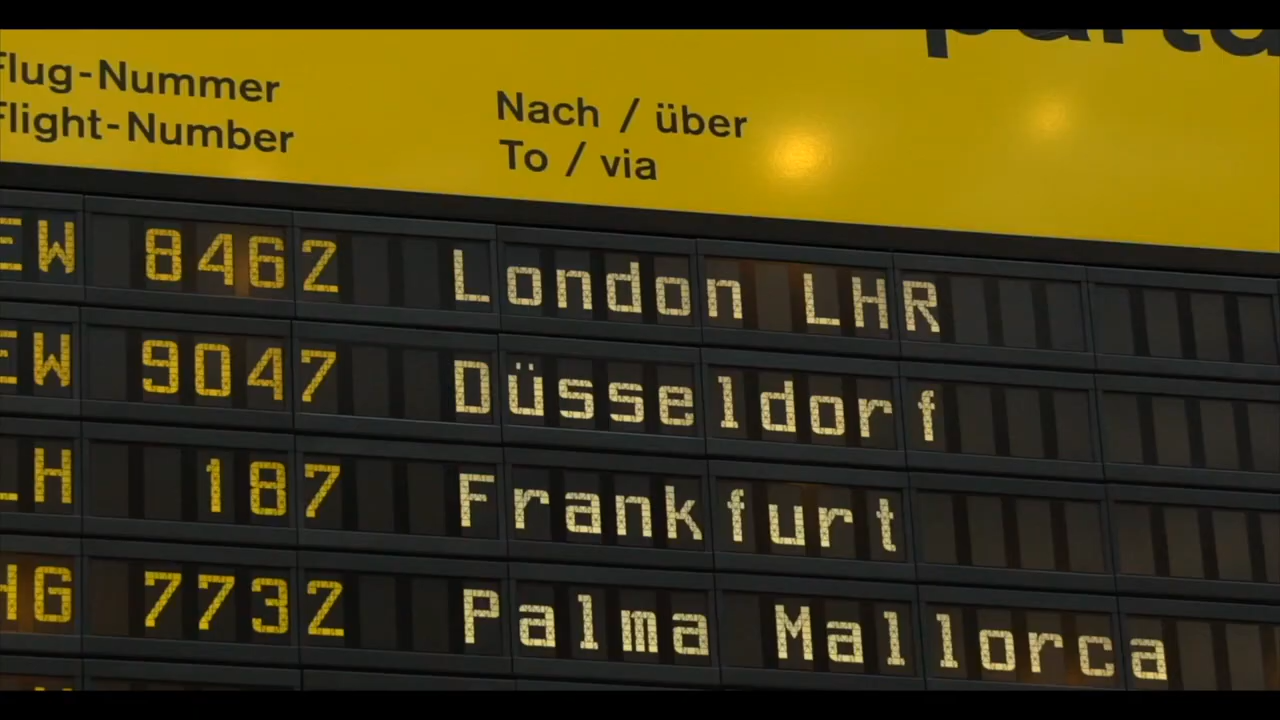 Flug-Nummer
Flight-Number
Nach / über
To / via
EW 8462 London LHR
EW 9047 Düsseldorf
LH 187 Frankfurt
HG 7732 Palma Mallorca